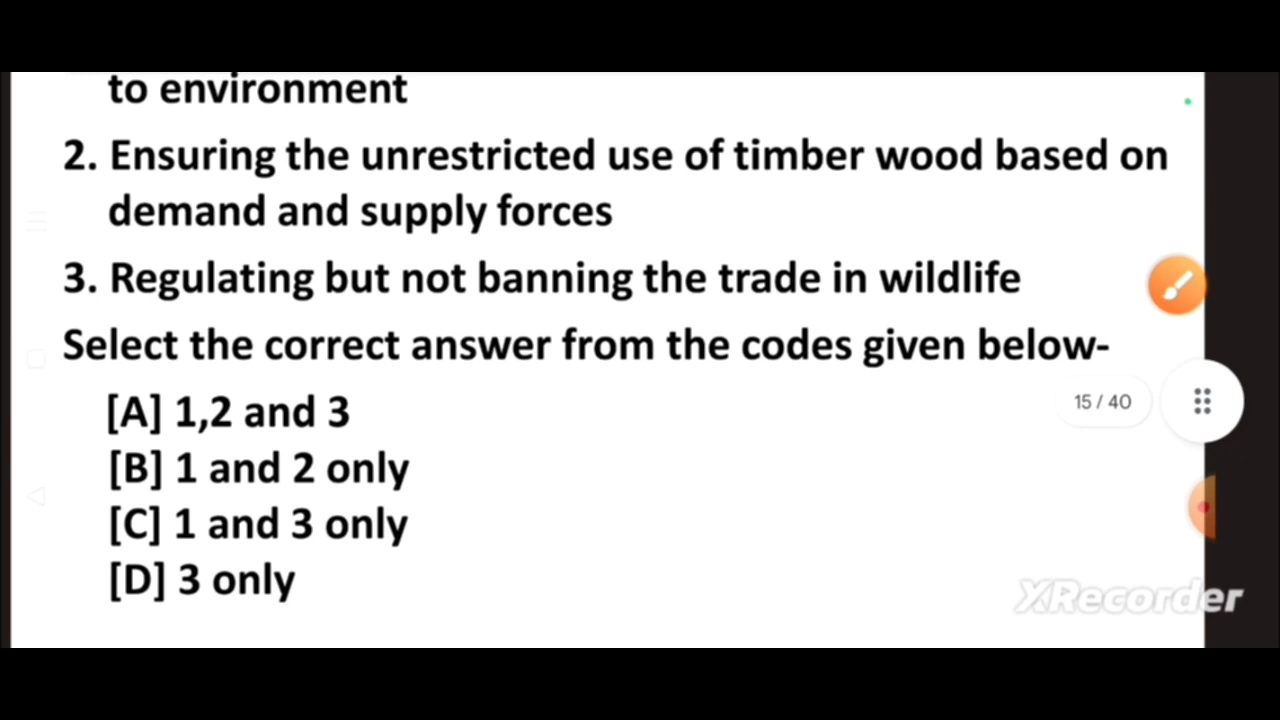 to environment
2. Ensuring the unrestricted use of timber wood based on
demand and supply forces
3. Regulating but not banning the trade in wildlife
Select the correct answer from the codes given below-
[A] 1,2 and 3
15 / 40
[B] 1 and 2 only
[C] 1 and 3 only
[D] 3 only
XRecorder